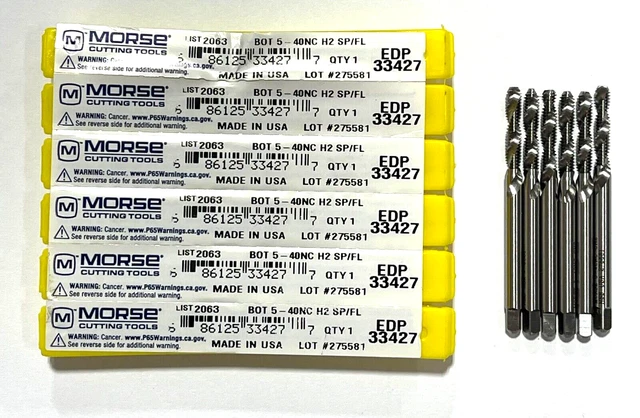 MORSE
CUTTING TOOLS
LIST 2063 BOT 5-40NC H2 SP/FL
86125 33427 7 QTY 1
EDP
33427
WARNING:
See reverse side for additional warning.
MADE IN USA LOT #275581
MORSE
CUTTING TOOLS
LIST 2063 BOT 5-40NC H2 SP/FL
86125 33427 7 QTY 1
EDP
33427
WARNING: Cancer. www.P65Warnings.ca.gov.
See reverse side for additional warning.
MADE IN USA LOT #275581
MORSE
CUTTING TOOLS
LIST 2063 BOT 5-40NC H2 SP/FL
86125 33427 7 QTY 1
EDP
33427
WARNING: Cancer. www.P65Warnings.ca.gov.
See reverse side for additional warning.
MADE IN USA LOT #275581
MORSE
CUTTING TOOLS
LIST 2063 BOT 5-40NC H2 SP/FL
86125 33427 7 QTY 1
EDP
33427
WARNING: Cancer. www.P65Warnings.ca.gov.
See reverse side for additional warning.
MADE IN USA LOT #275581
MORSE
CUTTING TOOLS
LIST 2063 BOT 5-40NC H2 SP/FL
86125 33427 7 QTY 1
EDP
33427
WARNING: Cancer. www.P65Warnings.ca.gov.
See reverse side for additional warning.
MADE IN USA LOT #275581
MORSE
CUTTING TOOLS
LIST 2063 BOT 5-40NC H2 SP/FL
86125 33427 7 QTY 1
EDP
33427
WARNING: Cancer. www.P65Warnings.ca.gov.
See reverse side for additional warning.
MADE IN USA LOT #275581